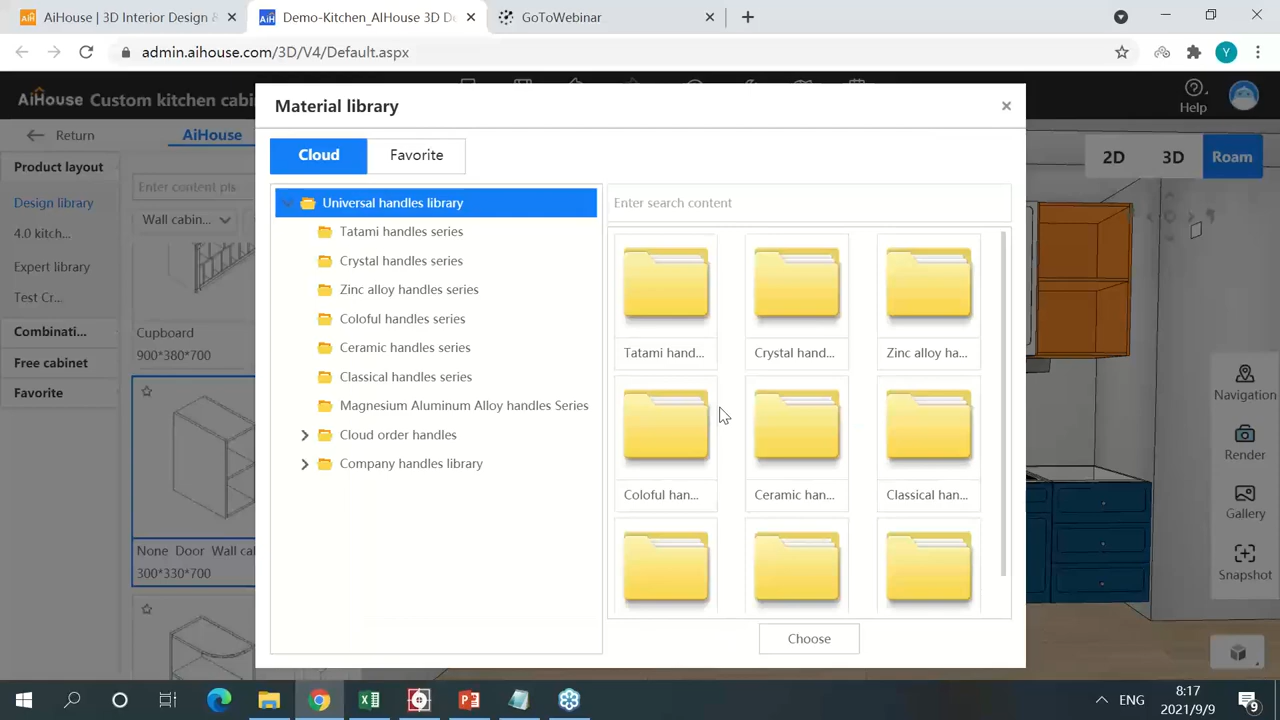 AiHouse | 3D Interior Design &
Demo-Kitchen_AIHouse 3D De
GoToWebinar
admin.aihouse.com/3D/V4/Default.aspx
Y
AiHOUSE Custom kitchen cabi
Help
Return
AiHouse
2D
3D
Roam
Product layout
Design library
4.0 kitch...
Expert library
Test Cr...
Combinati...
Free cabinet
Favorite
Enter content pls
Wall cabin...
Cupboard
900*380*700
None Door Wall cal
300*330*700
Material library
Cloud
Favorite
Universal handles library
Tatami handles series
Crystal handles series
Zinc alloy handles series
Coloful handles series
Ceramic handles series
Classical handles series
Magnesium Aluminum Alloy handles Series
Cloud order handles
Company handles library
Enter search content
Tatami hand...
Crystal hand...
Zinc alloy ha...
Coloful han...
Ceramic han...
Classical han...
Choose
Navigation
Render
Gallery
Snapshot
ENG
8:17
2021/9/9
9